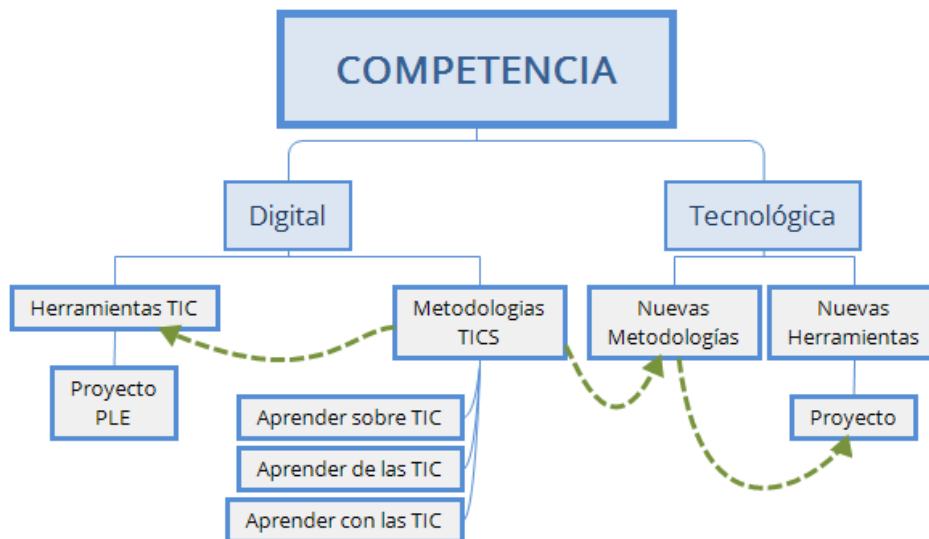 COMPETENCIA
Digital
Tecnológica
Herramientas TIC
Metodologias
TICS
Nuevas
Metodologías
Nuevas
Herramientas
Proyecto
PLE
Aprender sobre TIC
Aprender de las TIC
Aprender con las TIC
Proyecto